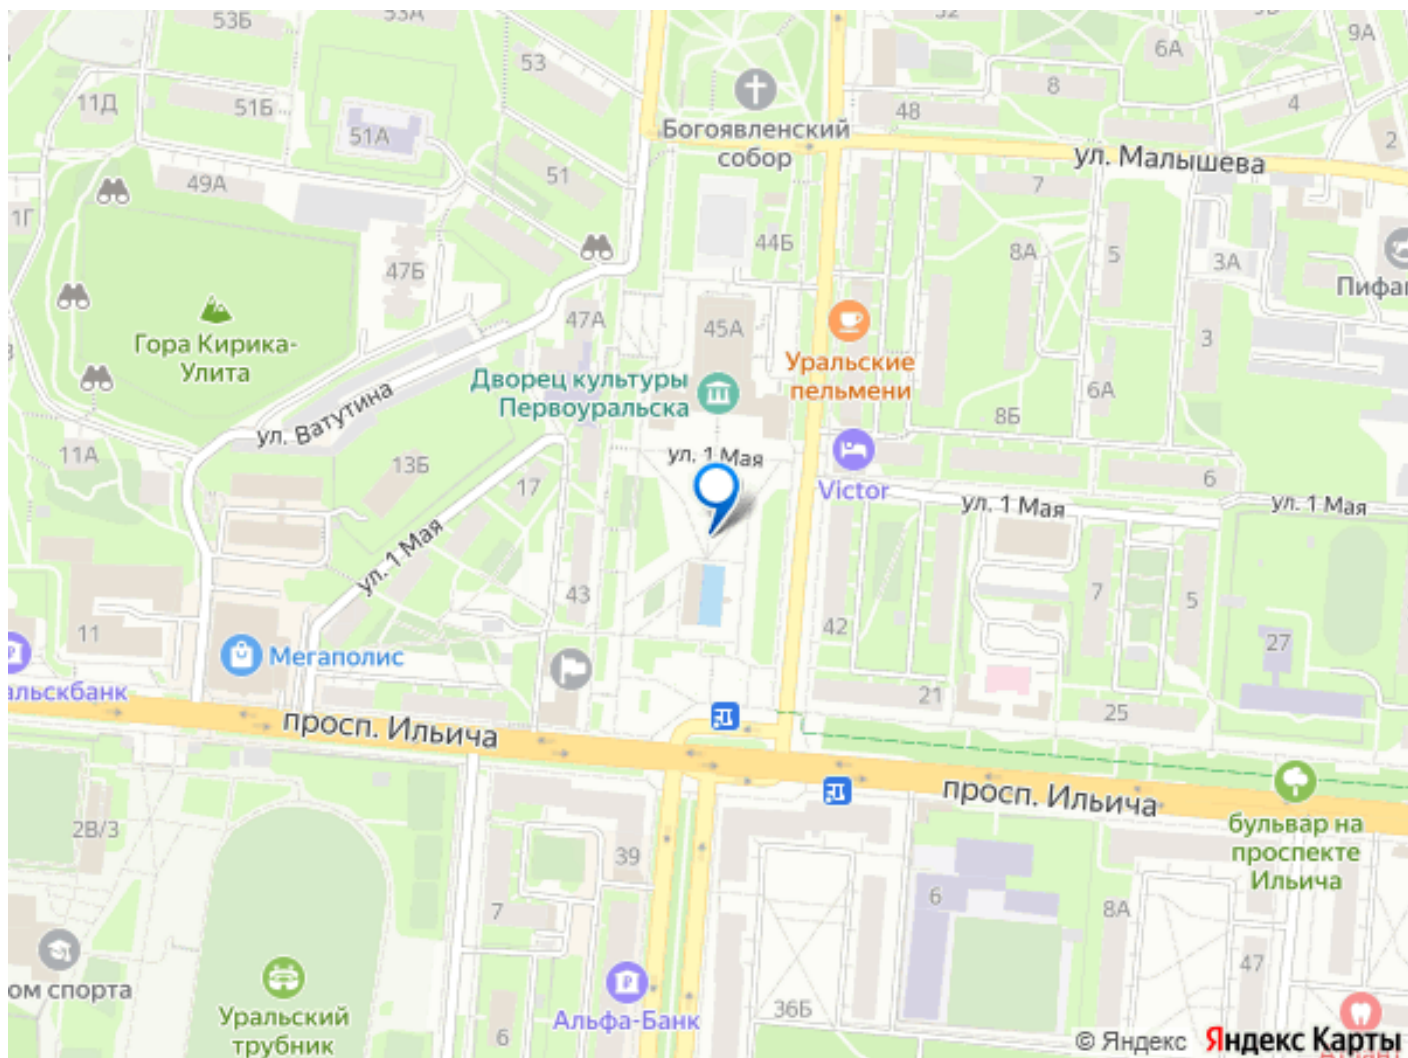 53Б
53А
32
9А
6А
53
8
11Д
51Б
4
48
Богоявленский
собор
51А
2
ул. Малышева
49А
51
7
1Г
44Б
8А
5
3А
47Б
Пифаг
47А
45А
Гора Кирика-
Улита
3
Уральские
пельмени
Дворец культуры
Первоуральска
6А
ул. Ватутина
8Б
11А
13Б
ул. 1 Мая
17
6
Victor
ул. 1 Мая
ул. 1 Мая
ул. 1 Мая
43
7
5
11
42
27
Мегаполис
альскбанк
21
25
просп. Ильича
просп. Ильича
2В/3
бульвар на
проспекте
Ильича
39
7
6
8А
ом спорта
47
Уральский
трубник
Альфа-Банк
36Б
6
© Яндекс
Яндекс Карты